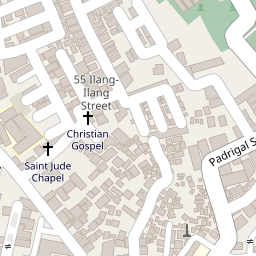 55 Ilang-
Ilang
Street
Christian
Gospel
Saint Jude
Chapel
Padrigal S